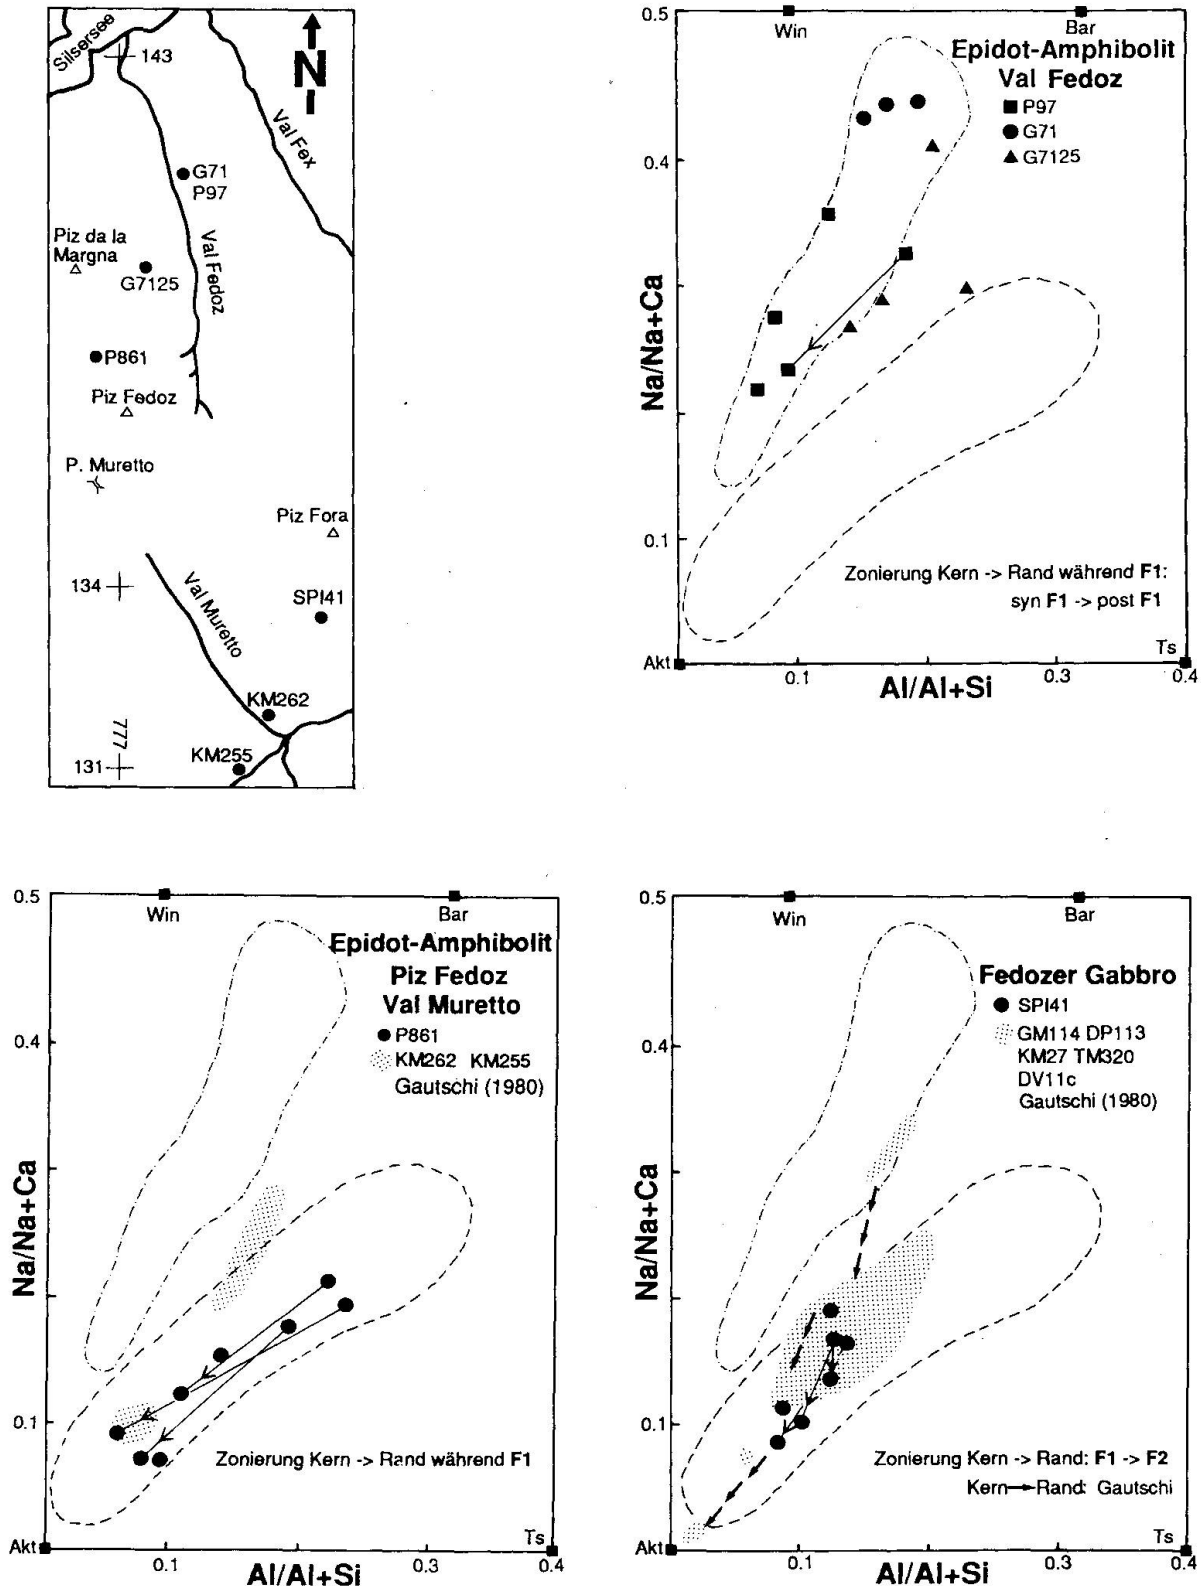 Silsersee
143
N
Val Fex
G71
P97
Piz da la
Margna
G7125
Val Fedoz
P861
Piz Fedoz
P. Muretto
Piz Fora
134
Val Muretto
SPI41
KM262
777
KM255
131
0.5
Win
Bar
Epidot-Amphibolit
Val Fedoz
P97
G71
G7125
0.4
Na/Na+Ca
0.1
Zonierung Kern -> Rand während F1:
syn F1 -> post F1
Akt
Ts
0.1
0.3
0.4
Al/Al+Si
0.5
Win
Bar
Epidot-Amphibolit
Piz Fedoz
Val Muretto
P861
KM262 KM255
Gautschi (1980)
0.4
Na/Na+Ca
0.1
Zonierung Kern -> Rand während F1
Akt
Ts
0.1
0.3
0.4
Al/Al+Si
0.5
Win
Bar
Fedozer Gabbro
SPI41
GM114 DP113
KM27 TM320
DV11c
Gautschi (1980)
0.4
Na/Na+Ca
0.1
Zonierung Kern -> Rand: F1 -> F2
Kern Rand: Gautschi
Akt
Ts
0.1
0.3
0.4
Al/Al+Si